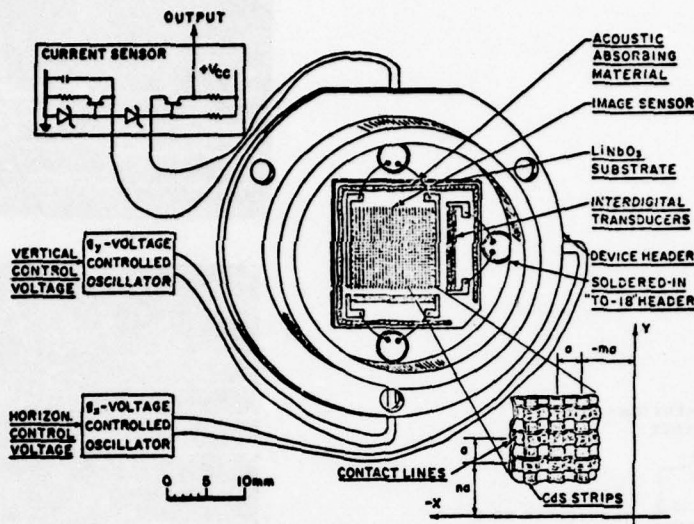 OUTPUT
CURRENT SENSOR
+VCC
ACOUSTIC
ABSORBING
MATERIAL
IMAGE SENSOR
LiNbO3
SUBSTRATE
INTERDIGITAL
TRANSDUCERS
DEVICE HEADER
SOLDERED-IN
"TO-18" HEADER
VERTICAL
CONTROL
VOLTAGE
-VOLTAGE
CONTROLLED
OSCILLATOR
HORIZON.
CONTROL
VOLTAGE
-VOLTAGE
CONTROLLED
OSCILLATOR
0 5 10mm
Y
a
-ma
a
na
CONTACT LINES
CdS STRIPS
-X